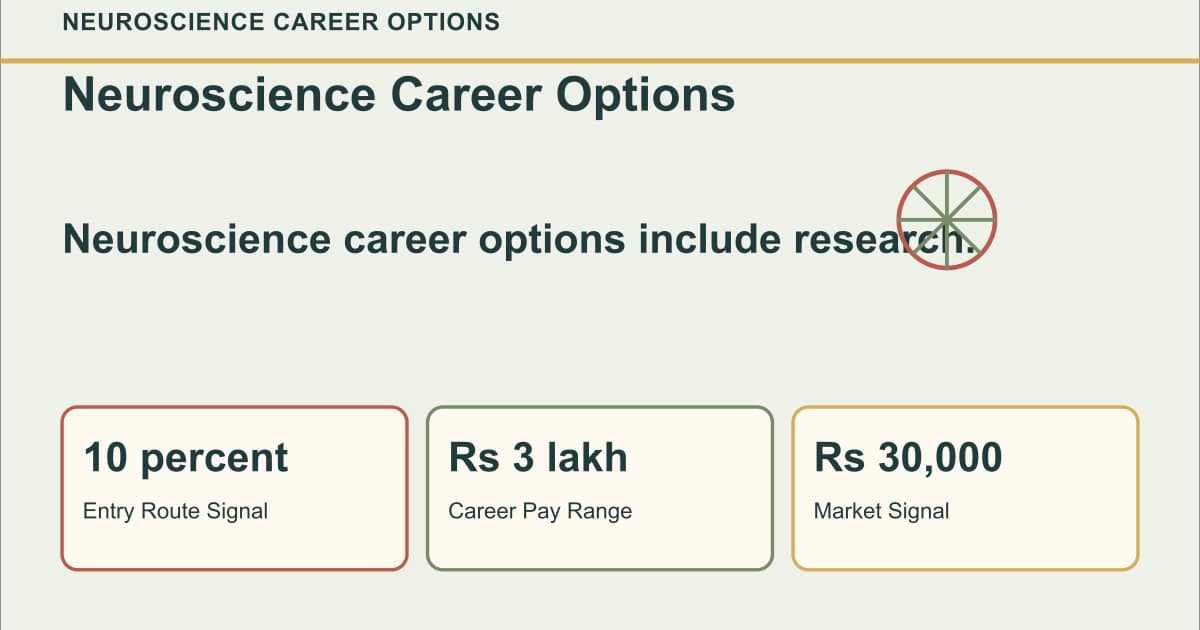 NEUROSCIENCE CAREER OPTIONS
Neuroscience Career Options
Neuroscience career options include research.
10 percent
Entry Route Signal
Rs 3 lakh
Career Pay Range
Rs 30,000
Market Signal